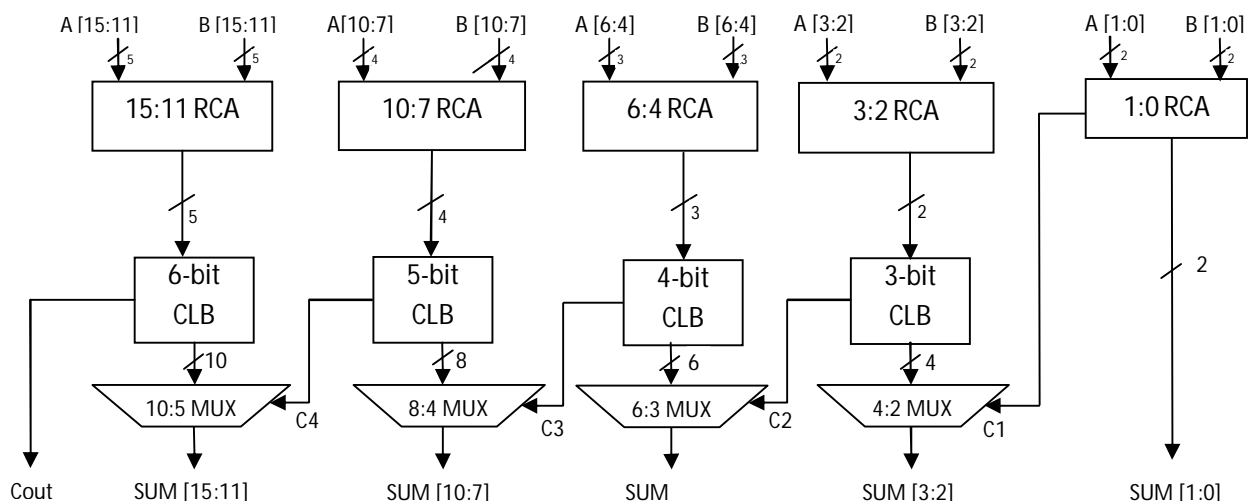 A [15:11] B [15:11] A[10:7] B [10:7] A [6:4] B [6:4] A [3:2] B [3:2] A [1:0] B [1:0]
5 5 4 4 3 3 2 2 2 2
15:11 RCA 10:7 RCA 6:4 RCA 3:2 RCA 1:0 RCA
5 4 3 2 2
6-bit CLB 5-bit CLB 4-bit CLB 3-bit CLB
10 8 6 4
10:5 MUX C4 8:4 MUX C3 6:3 MUX C2 4:2 MUX C1
Cout SUM [15:11] SUM [10:7] SUM SUM [3:2] SUM [1:0]